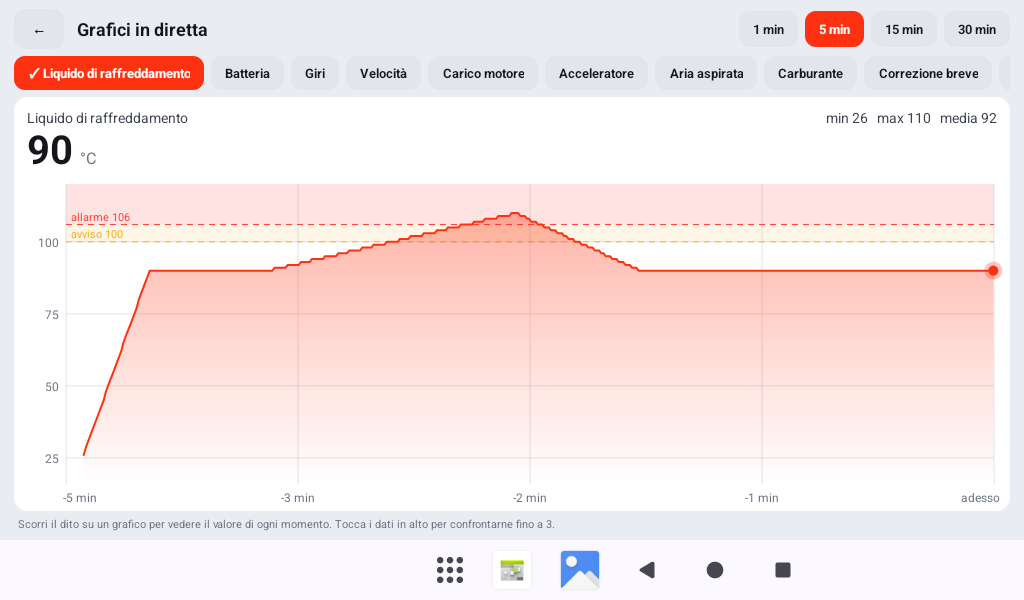 ←
Grafici in diretta
1 min
5 min
15 min
30 min
✓ Liquido di raffreddamento
Batteria
Giri
Velocità
Carico motore
Acceleratore
Aria aspirata
Carburante
Correzione breve
Liquido di raffreddamento
min 26 max 110 media 92
90 °C
allarme 106
avviso 100
100
75
50
25
-5 min
-3 min
-2 min
-1 min
adesso
Scorri il dito su un grafico per vedere il valore di ogni momento. Tocca i dati in alto per confrontarne fino a 3.